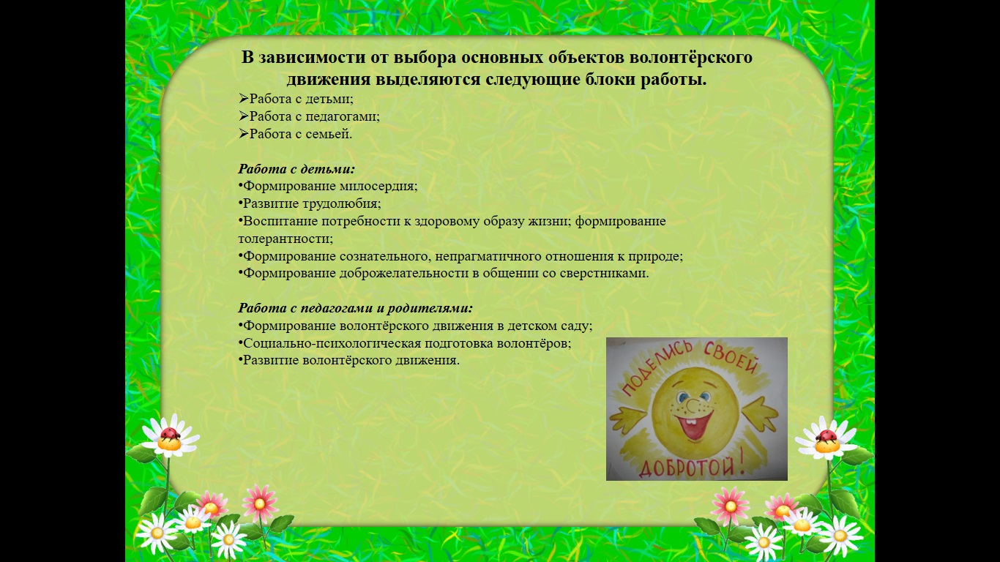 В зависимости от выбора основных объектов волонтёрского
движения выделяются следующие блоки работы.
➢Работа с детьми;
➢Работа с педагогами;
➢Работа с семьей.
Работа с детьми:
•Формирование милосердия;
•Развитие трудолюбия;
•Воспитание потребности к здоровому образу жизни; формирование
толерантности;
•Формирование сознательного, непрагматичного отношения к природе;
•Формирование доброжелательности в общении со сверстниками.
Работа с педагогами и родителями:
•Формирование волонтёрского движения в детском саду;
•Социально-психологическая подготовка волонтёров;
•Развитие волонтёрского движения.
ПОДЕЛИСЬ СВОЕЙ
ДОБРОТОЙ!